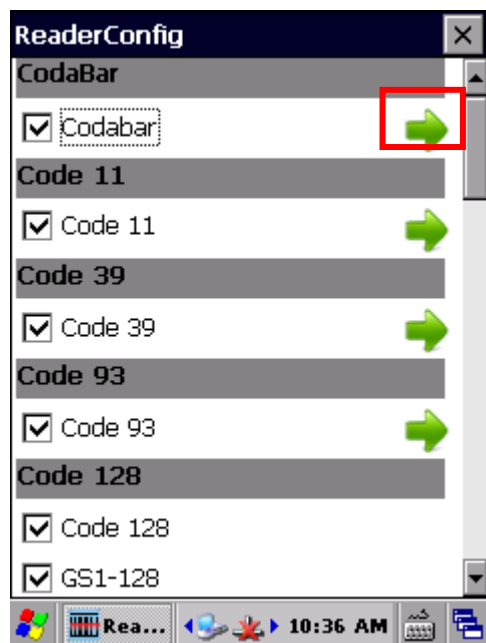 ReaderConfig
CodaBar
Codabar
Code 11
Code 11
Code 39
Code 39
Code 93
Code 93
Code 128
Code 128
GS1-128
Rea... 10:36 AM